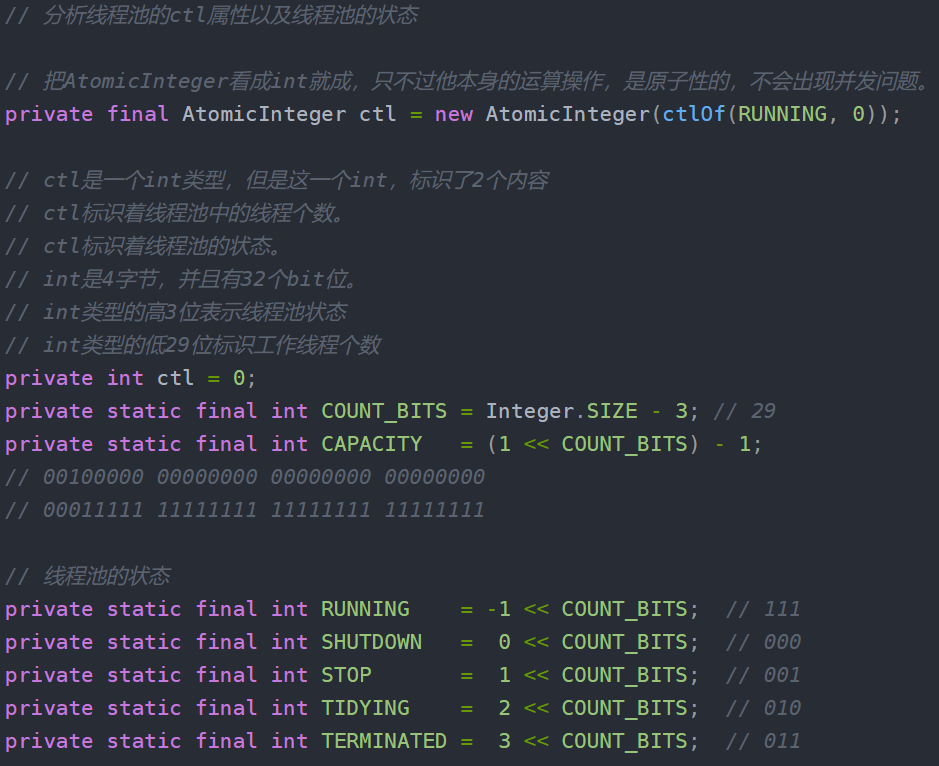 // 分析线程池的ctl属性以及线程池的状态
// 把AtomicInteger看成int就成，只不过他本身的运算操作，是原子性的，不会出现并发问题。
private final AtomicInteger ctl = new AtomicInteger(ctlOf(RUNNING, 0));
// ctl是一个int类型，但是这一个int，标识了2个内容
// ctl标识着线程池中的线程个数。
// ctl标识着线程池的状态。
// int是4字节，并且有32个bit位。
// int类型的高3位表示线程池状态
// int类型的低29位标识工作线程个数
private int ctl = 0;
private static final int COUNT_BITS = Integer.SIZE - 3; // 29
private static final int CAPACITY   = (1 << COUNT_BITS) - 1;
// 00100000 00000000 00000000 00000000
// 00011111 11111111 11111111 11111111
// 线程池的状态
private static final int RUNNING    = -1 << COUNT_BITS;  // 111
private static final int SHUTDOWN   =  0 << COUNT_BITS;  // 000
private static final int STOP       =  1 << COUNT_BITS;  // 001
private static final int TIDYING    =  2 << COUNT_BITS;  // 010
private static final int TERMINATED =  3 << COUNT_BITS;  // 011